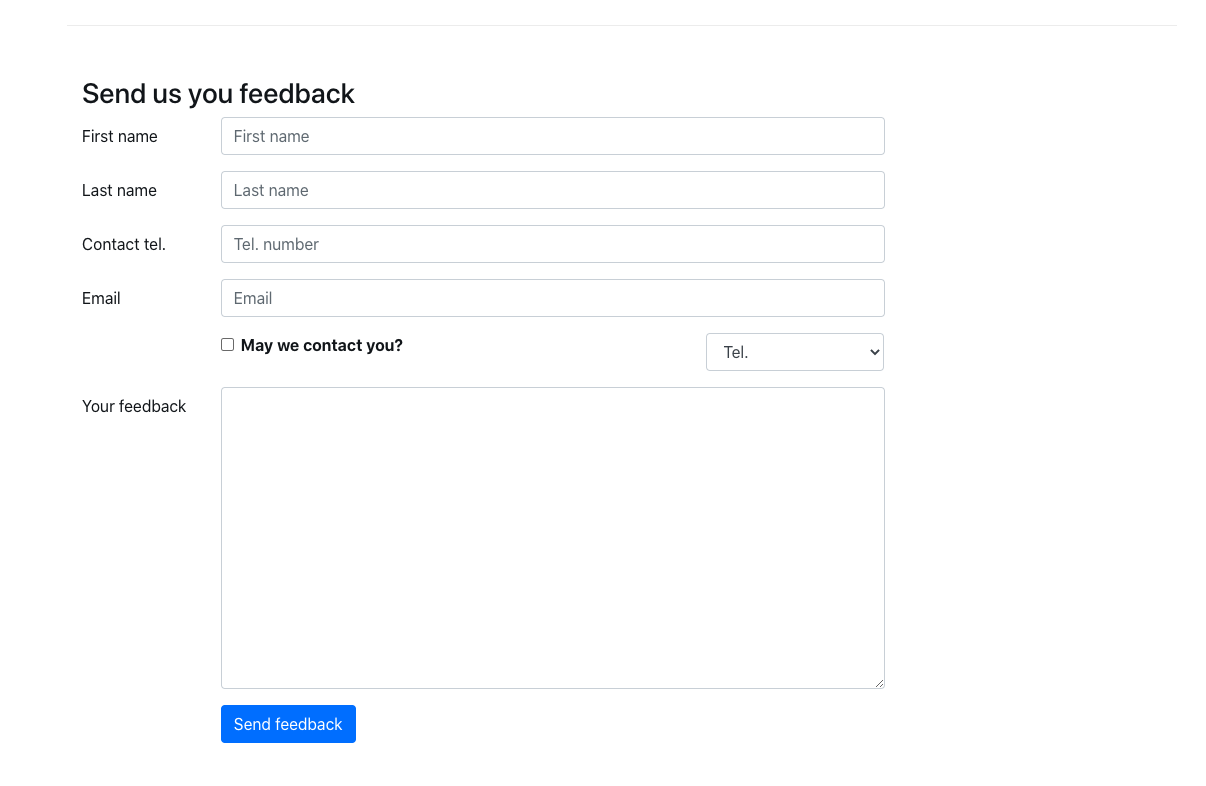 Send us you feedback
First name First name
Last name Last name
Contact tel. Tel. number
Email Email
May we contact you? Tel.
Your feedback
Send feedback